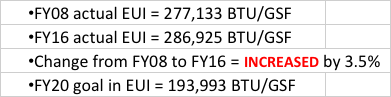 •FY08 actual EUI = 277,133 BTU/GSF
•FY16 actual EUI = 286,925 BTU/GSF
•Change from FY08 to FY16 = INCREASED by 3.5%
•FY20 goal in EUI = 193,993 BTU/GSF